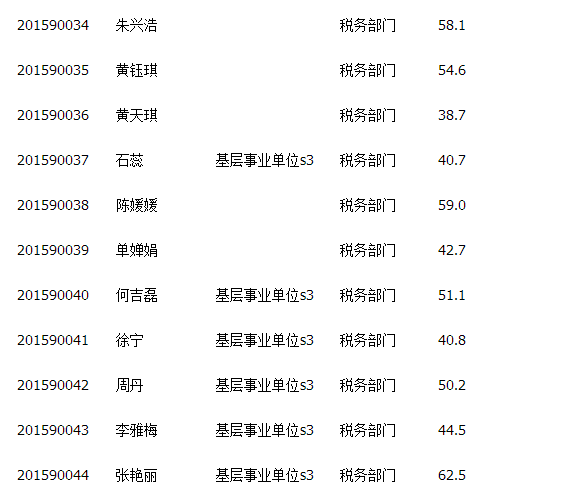 201590034 朱兴浩 税务部门 58.1
201590035 黄钰琪 税务部门 54.6
201590036 黄天琪 税务部门 38.7
201590037 石蕊 基层事业单位s3 税务部门 40.7
201590038 陈媛媛 税务部门 59.0
201590039 单婵娟 税务部门 42.7
201590040 何吉磊 基层事业单位s3 税务部门 51.1
201590041 徐宁 基层事业单位s3 税务部门 40.8
201590042 周丹 基层事业单位s3 税务部门 50.2
201590043 李雅梅 基层事业单位s3 税务部门 44.5
201590044 张艳丽 基层事业单位s3 税务部门 62.5